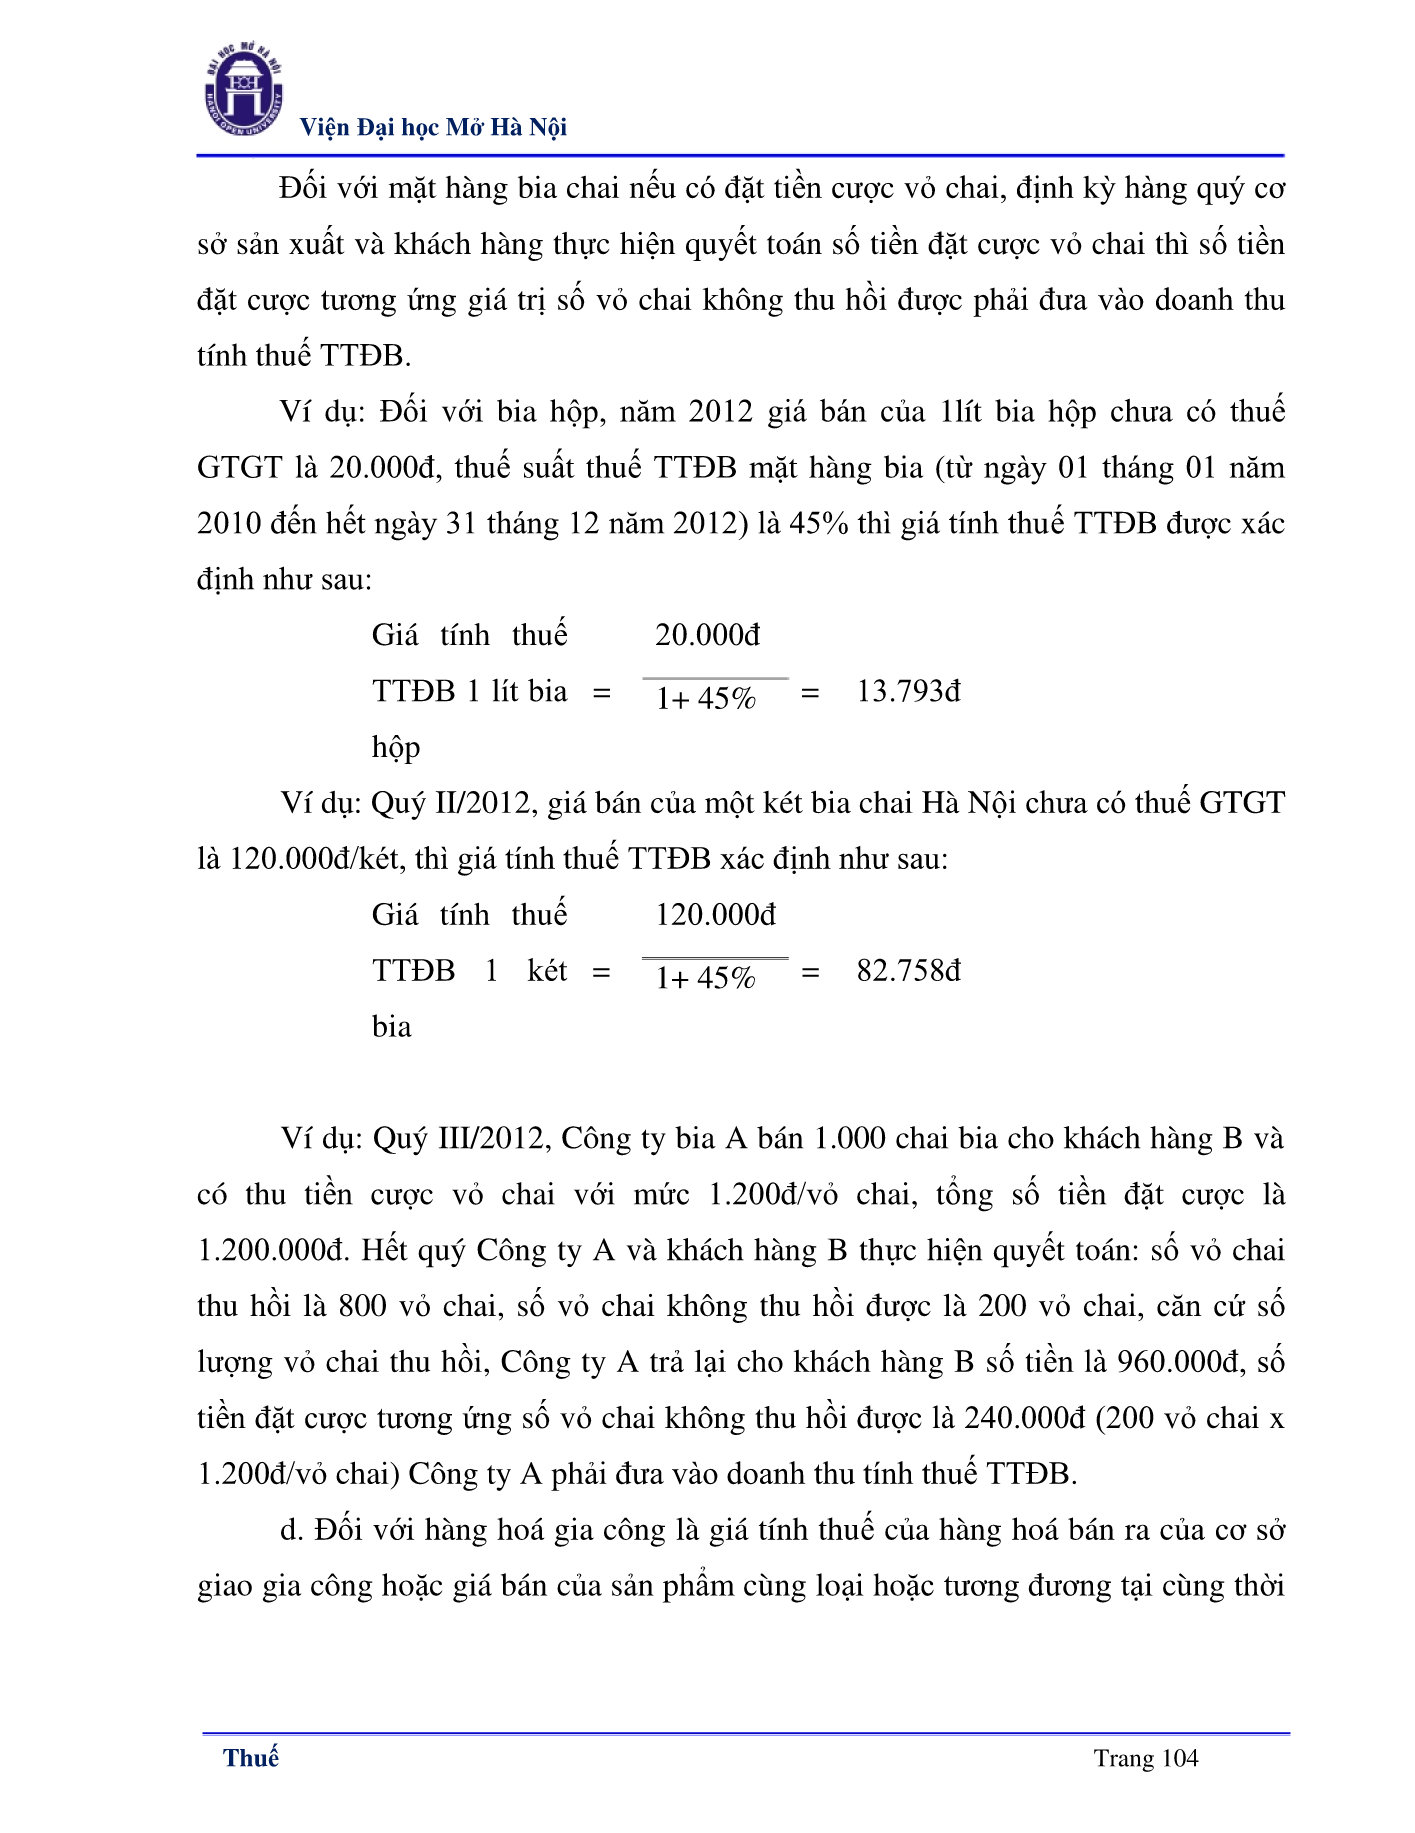 ĐẠI HỌC MỞ HÀ NỘI
HANOI OPEN UNIVERSITY
Viện Đại học Mở Hà Nội
Đối với mặt hàng bia chai nếu có đặt tiền cược vỏ chai, định kỳ hàng quý cơ
sở sản xuất và khách hàng thực hiện quyết toán số tiền đặt cược vỏ chai thì số tiền
đặt cược tương ứng giá trị số vỏ chai không thu hồi được phải đưa vào doanh thu
tính thuế TTĐB.
Ví dụ: Đối với bia hộp, năm 2012 giá bán của 1lít bia hộp chưa có thuế
GTGT là 20.000đ, thuế suất thuế TTĐB mặt hàng bia (từ ngày 01 tháng 01 năm
2010 đến hết ngày 31 tháng 12 năm 2012) là 45% thì giá tính thuế TTĐB được xác
định như sau:
Giá tính thuế 20.000đ
TTĐB 1 lít bia = 1+ 45% = 13.793đ
hộp
Ví dụ: Quý II/2012, giá bán của một két bia chai Hà Nội chưa có thuế GTGT
là 120.000đ/két, thì giá tính thuế TTĐB xác định như sau:
Giá tính thuế 120.000đ
TTĐB 1 két = 1+ 45% = 82.758đ
bia
Ví dụ: Quý III/2012, Công ty bia A bán 1.000 chai bia cho khách hàng B và
có thu tiền cược vỏ chai với mức 1.200đ/vỏ chai, tổng số tiền đặt cược là
1.200.000đ. Hết quý Công ty A và khách hàng B thực hiện quyết toán: số vỏ chai
thu hồi là 800 vỏ chai, số vỏ chai không thu hồi được là 200 vỏ chai, căn cứ số
lượng vỏ chai thu hồi, Công ty A trả lại cho khách hàng B số tiền là 960.000đ, số
tiền đặt cược tương ứng số vỏ chai không thu hồi được là 240.000đ (200 vỏ chai x
1.200đ/vỏ chai) Công ty A phải đưa vào doanh thu tính thuế TTĐB.
d. Đối với hàng hoá gia công là giá tính thuế của hàng hoá bán ra của cơ sở
giao gia công hoặc giá bán của sản phẩm cùng loại hoặc tương đương tại cùng thời
Thuế Trang 104